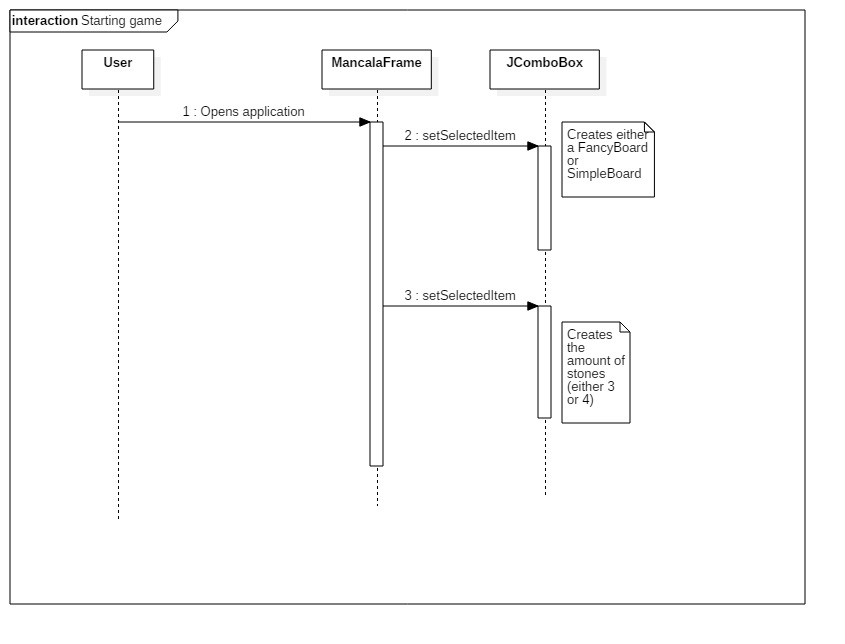 interaction Starting game
User
MancalaFrame
JComboBox
1 : Opens application
2 : setSelectedItem
Creates either
a FancyBoard
or
SimpleBoard
3 : setSelectedItem
Creates
the
amount of
stones
(either 3
or 4)